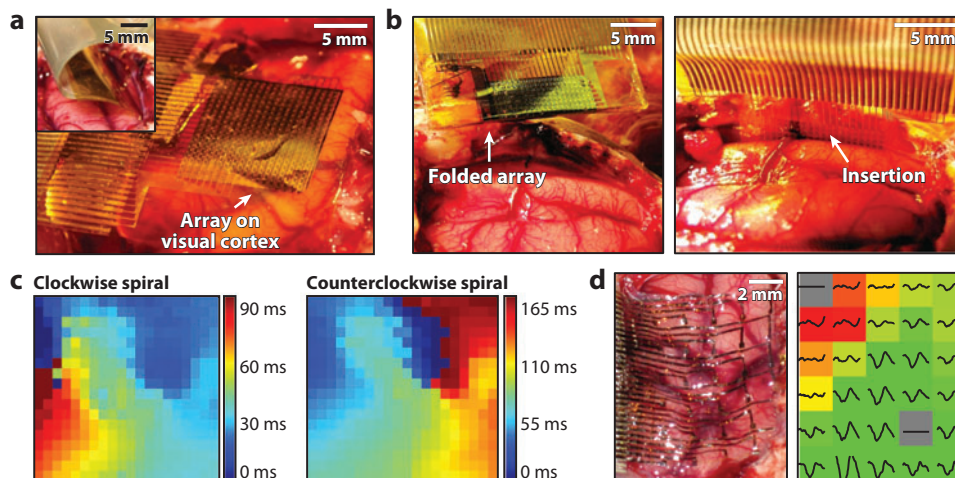 a
5 mm
5 mm
Array on
visual cortex
b
5 mm
Folded array
5 mm
Insertion
c
Clockwise spiral
90 ms
60 ms
30 ms
0 ms
Counterclockwise spiral
165 ms
110 ms
55 ms
0 ms
d
2 mm